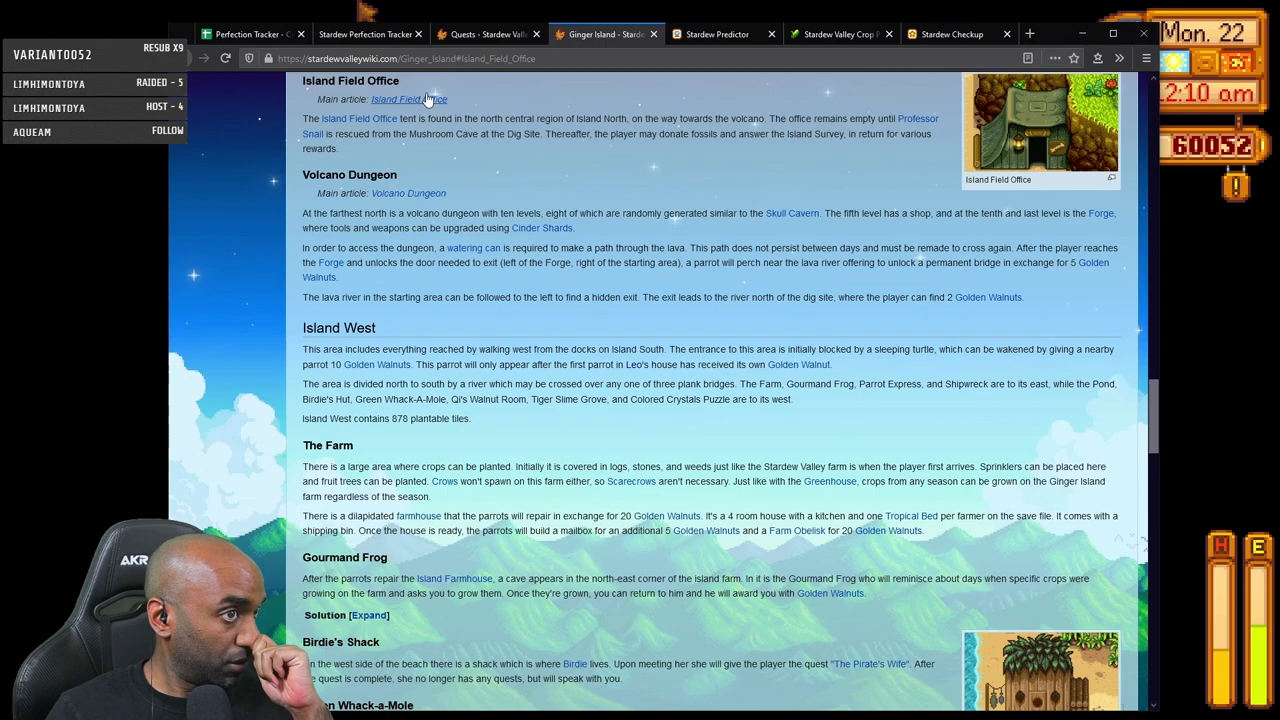 VARIANT0052
RESUB X9
LIMHIMONTOYA
RAIDED - 5
LIMHIMONTOYA
HOST - 4
AQUEAM
FOLLOW
Perfection Tracker - C
Stardew Perfection Tracker
Quests - Stardew Vall
Ginger Island - Stardew
Stardew Predictor
Stardew Valley Crop P
Stardew Checkup
https://stardewvalleywiki.com/Ginger_Island#Island_Field_Office
Mon. 22
2:10 am
60052
Island Field Office
Main article: Island Field Office
The Island Field Office tent is found in the north central region of Island North, on the way towards the volcano. The office remains empty until Professor
Snail is rescued from the Mushroom Cave at the Dig Site. Thereafter, the player may donate fossils and answer the Island Survey, in return for various
rewards.
Island Field Office
Volcano Dungeon
Main article: Volcano Dungeon
At the farthest north is a volcano dungeon with ten levels, eight of which are randomly generated similar to the Skull Cavern. The fifth level has a shop, and at the tenth and last level is the Forge,
where tools and weapons can be upgraded using Cinder Shards.
In order to access the dungeon, a watering can is required to make a path through the lava. This path does not persist between days and must be remade to cross again. After the player reaches
the Forge and unlocks the door needed to exit (left of the Forge, right of the starting area), a parrot will perch near the lava river offering to unlock a permanent bridge in exchange for 5 Golden
Walnuts.
The lava river in the starting area can be followed to the left to find a hidden exit. The exit leads to the river north of the dig site, where the player can find 2 Golden Walnuts.
Island West
This area includes everything reached by walking west from the docks on Island South. The entrance to this area is initially blocked by a sleeping turtle, which can be wakened by giving a nearby
parrot 10 Golden Walnuts. This parrot will only appear after the first parrot in Leo's house has received its own Golden Walnut.
The area is divided north to south by a river which may be crossed over any one of three plank bridges. The Farm, Gourmand Frog, Parrot Express, and Shipwreck are to its east, while the Pond,
Birdie's Hut, Green Whack-A-Mole, Qi's Walnut Room, Tiger Slime Grove, and Colored Crystals Puzzle are to its west.
Island West contains 878 plantable tiles.
The Farm
There is a large area where crops can be planted. Initially it is covered in logs, stones, and weeds just like the Stardew Valley farm is when the player first arrives. Sprinklers can be placed here
and fruit trees can be planted. Crows won't spawn on this farm either, so Scarecrows aren't necessary. Just like with the Greenhouse, crops from any season can be grown on the Ginger Island
farm regardless of the season.
There is a dilapidated farmhouse that the parrots will repair in exchange for 20 Golden Walnuts. It's a 4 room house with a kitchen and one Tropical Bed per farmer on the save file. It comes with a
shipping bin. Once the house is ready, the parrots will build a mailbox for an additional 5 Golden Walnuts and a Farm Obelisk for 20 Golden Walnuts.
Gourmand Frog
After the parrots repair the Island Farmhouse, a cave appears in the north-east corner of the island farm. In it is the Gourmand Frog who will reminisce about days when specific crops were
growing on the farm and asks you to grow them. Once they're grown, you can return to him and he will award you with Golden Walnuts.
Solution [Expand]
Birdie's Shack
n the west side of the beach there is a shack which is where Birdie lives. Upon meeting her she will give the player the quest "The Pirate's Wife". After
quest is complete, she no longer has any quests, but will speak with you.
Whack-a-Mole
H
E
AKR